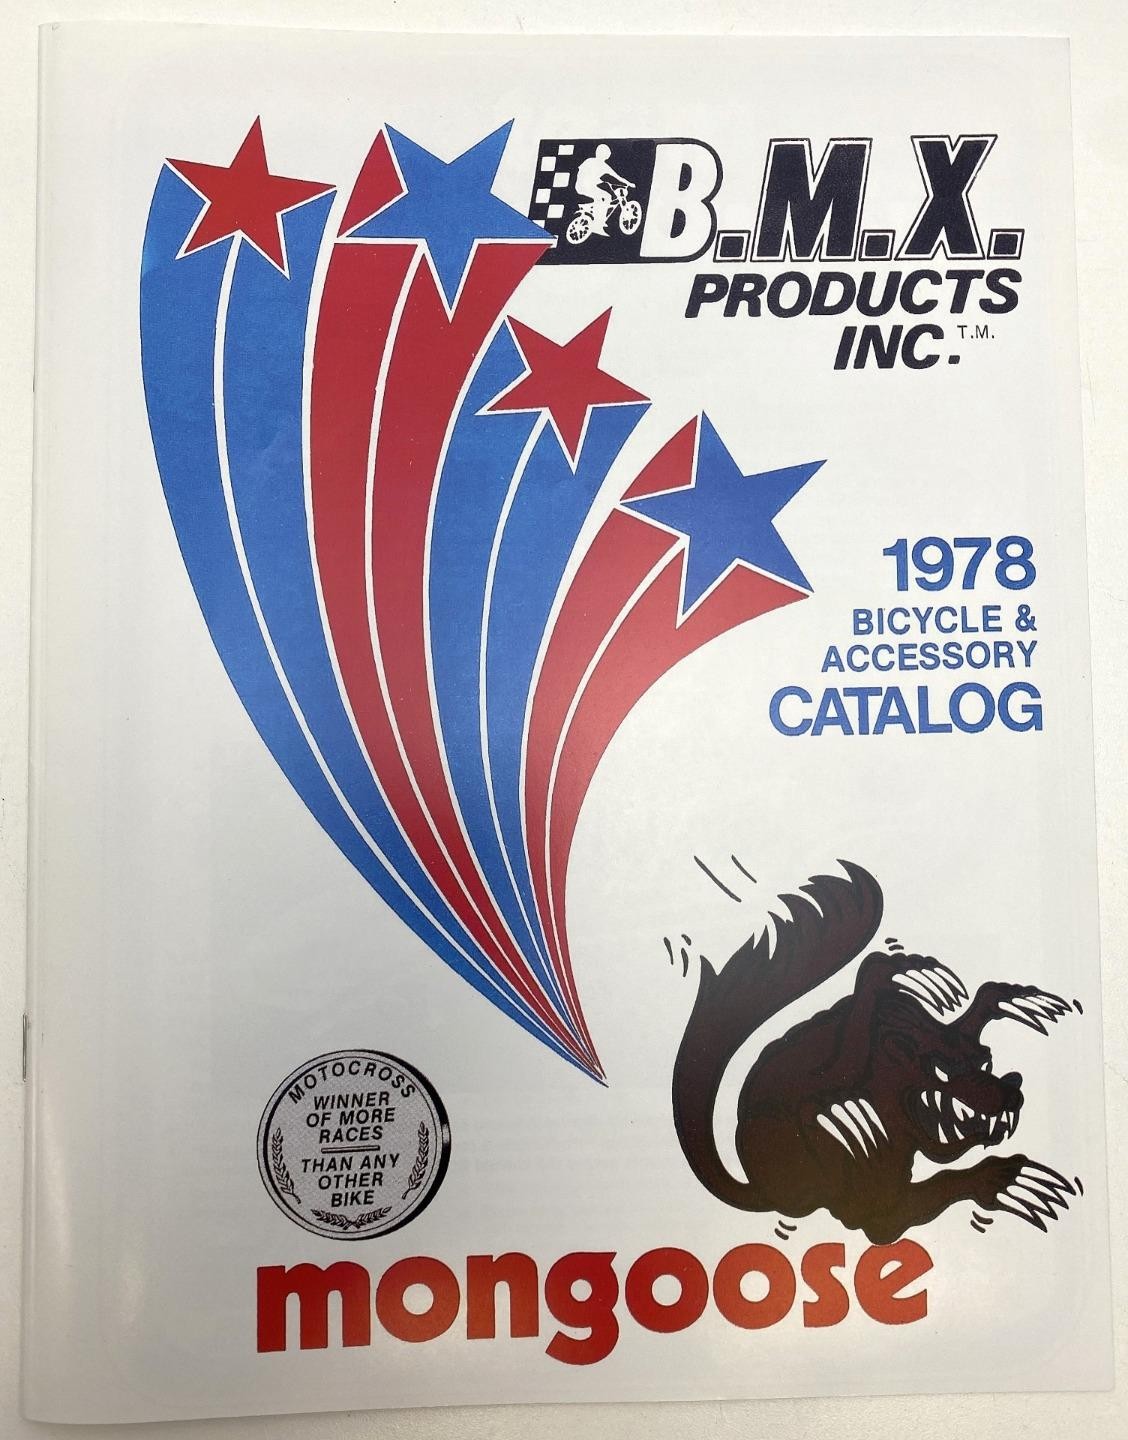 B.M.X.
PRODUCTS
INC. T.M.
1978
BICYCLE &
ACCESSORY
CATALOG
MOTOCROSS
WINNER
OF MORE
RACES
THAN ANY
OTHER
BIKE
mongoose